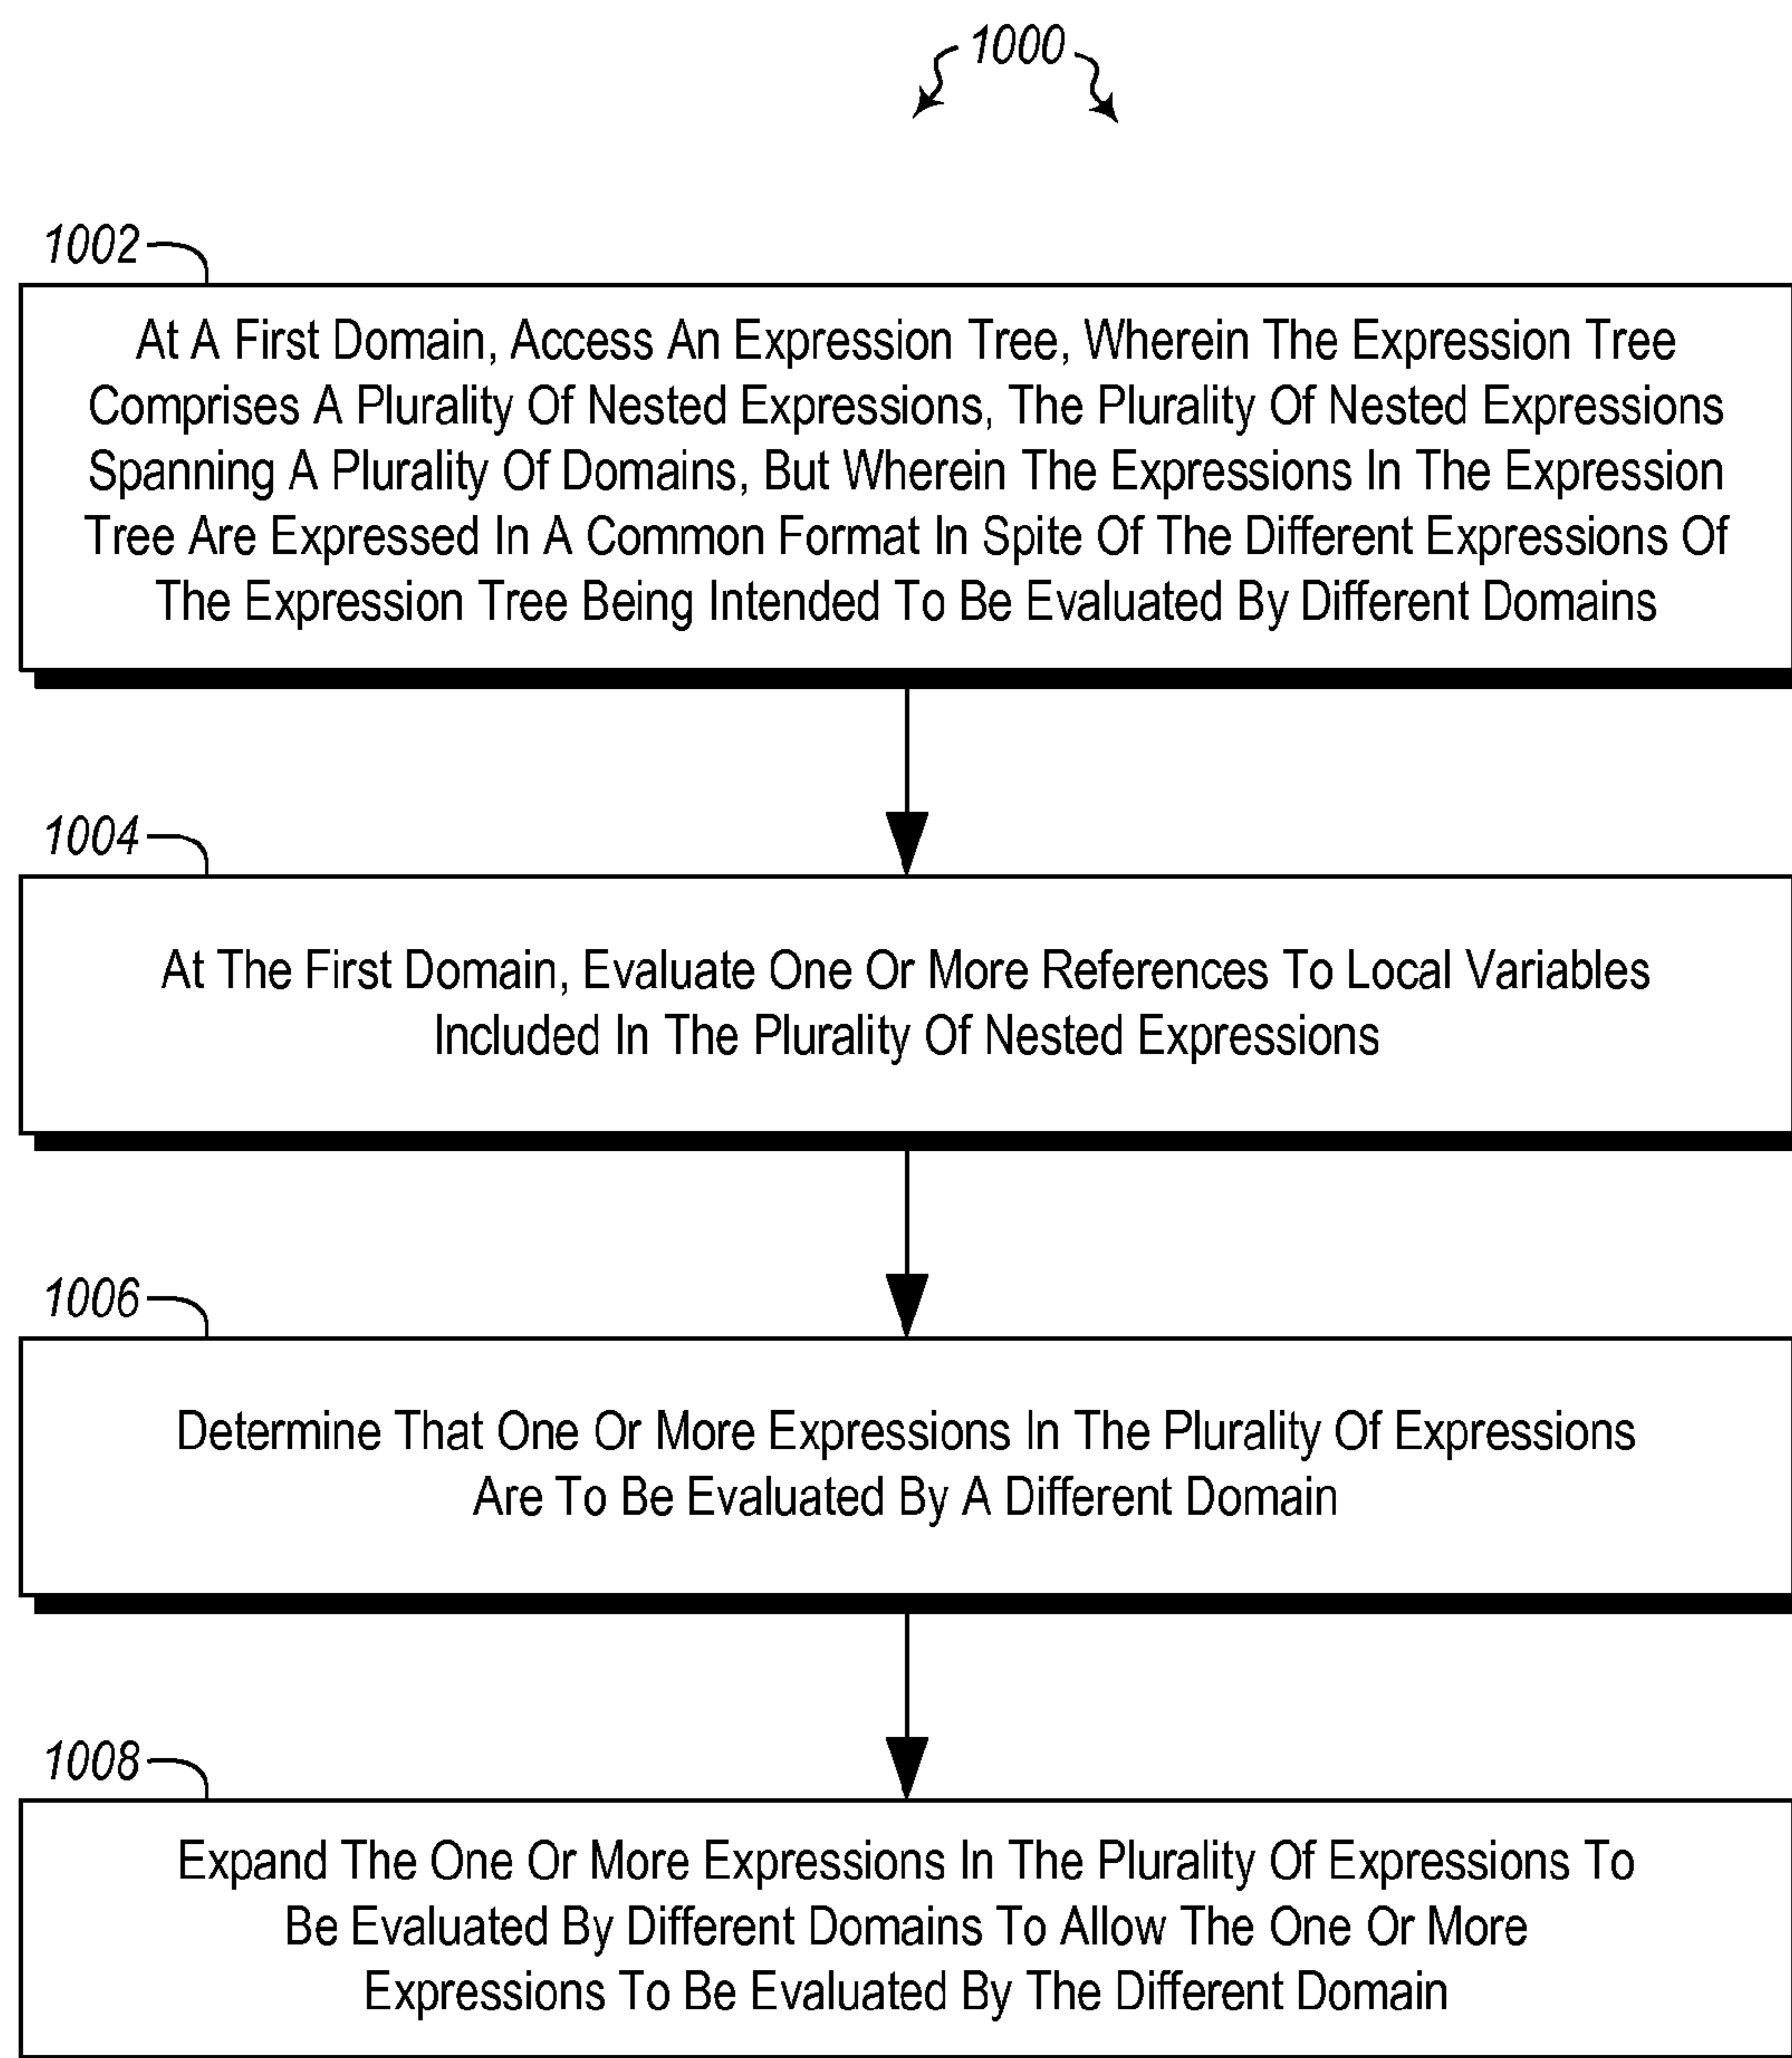 1000
1002
At A First Domain, Access An Expression Tree, Wherein The Expression Tree
Comprises A Plurality Of Nested Expressions, The Plurality Of Nested Expressions
Spanning A Plurality Of Domains, But Wherein The Expressions In The Expression
Tree Are Expressed In A Common Format In Spite Of The Different Expressions Of
The Expression Tree Being Intended To Be Evaluated By Different Domains
1004
At The First Domain, Evaluate One Or More References To Local Variables
Included In The Plurality Of Nested Expressions
1006
Determine That One Or More Expressions In The Plurality Of Expressions
Are To Be Evaluated By A Different Domain
1008
Expand The One Or More Expressions In The Plurality Of Expressions To
Be Evaluated By Different Domains To Allow The One Or More
Expressions To Be Evaluated By The Different Domain